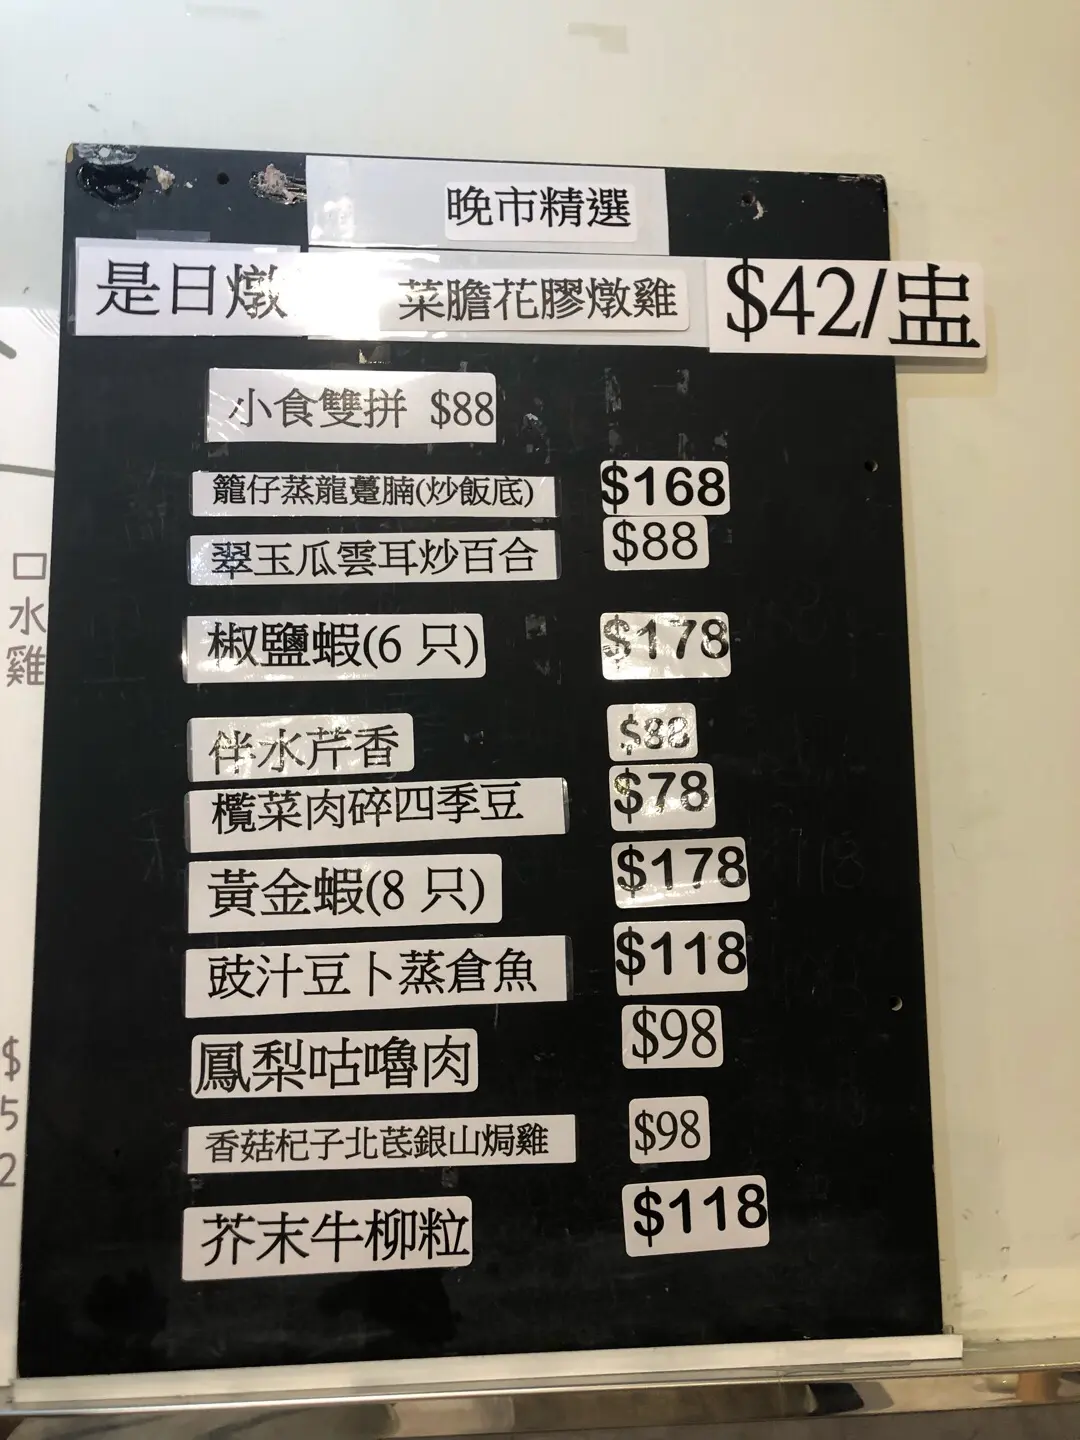 晚市精選
是日燉 菜膽花膠燉雞 $42/盅
小食雙拼 $88
籠仔蒸龍躉腩(炒飯底) $168
翠玉瓜雲耳炒百合 $88
椒鹽蝦(6 只) $178
伴水芹香 $88
欖菜肉碎四季豆 $78
黃金蝦(8 只) $178
豉汁豆卜蒸倉魚 $118
鳳梨咕嚕肉 $98
香菇杞子北芪銀山焗雞 $98
芥末牛柳粒 $118
口水雞
$52